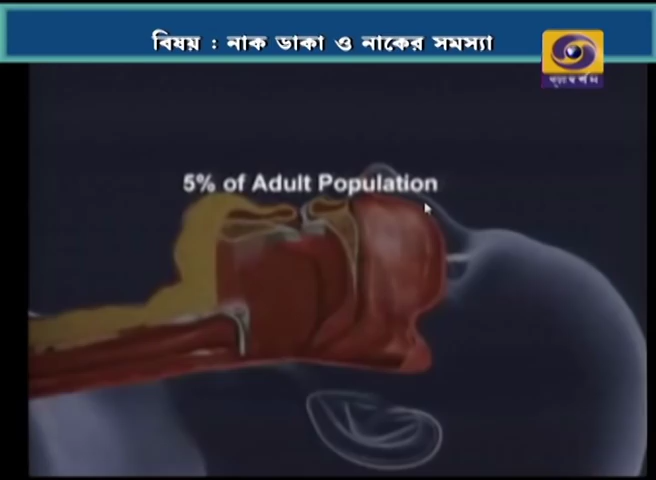 বিষয় : নাক ডাকা ও নাকের সমস্যা
5% of Adult Population